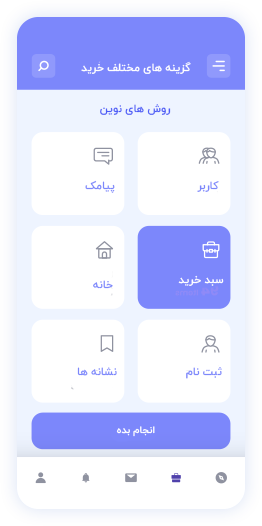 گزینه های مختلف خرید
روش های نوین
کاربر
پیامک
سبد خرید
خانه
ثبت نام
نشانه ها
انجام بده